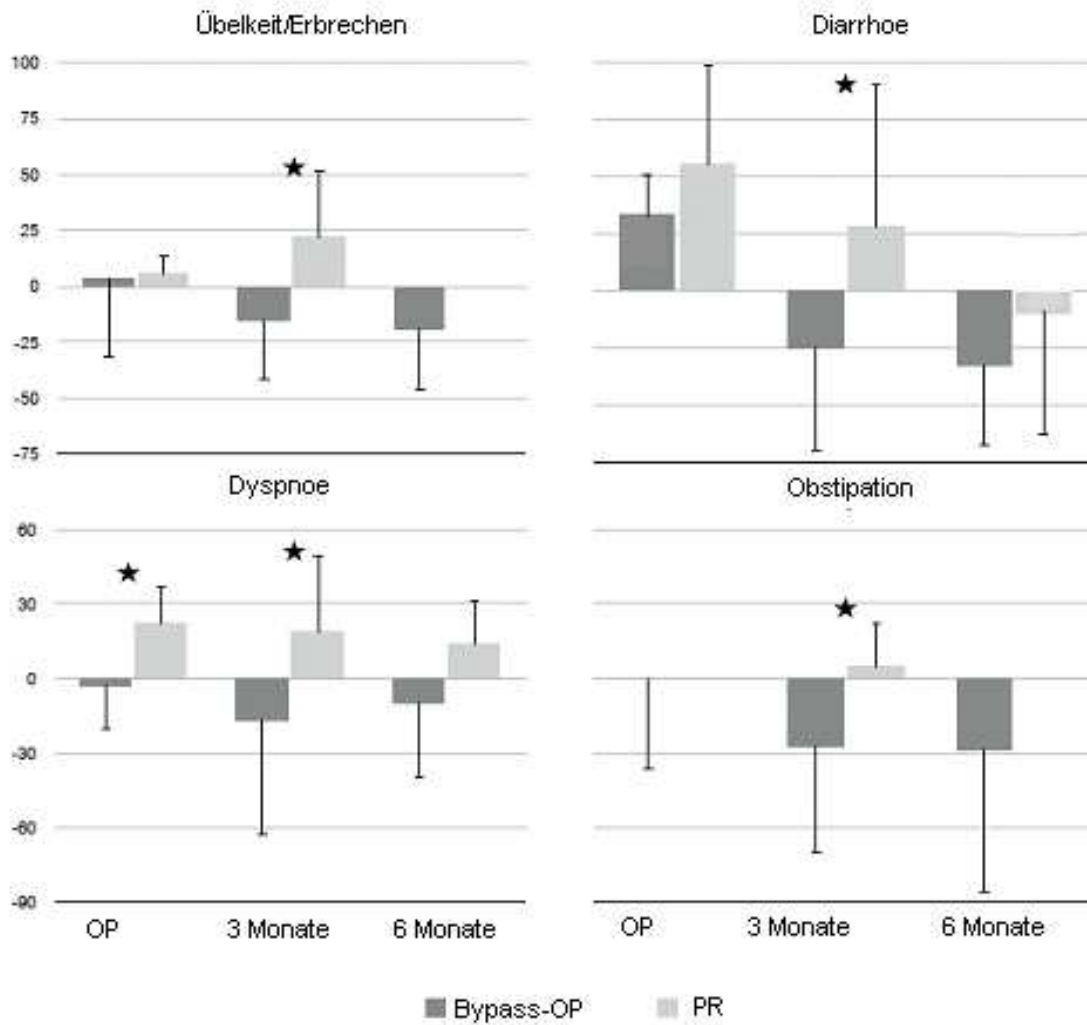 Übelkeit/Erbrechen
Diarrhoe
100
75
50
25
0
-25
-50
-75
Dyspnoe
Obstipation
60
30
0
-30
-60
-90
OP 3 Monate 6 Monate
OP 3 Monate 6 Monate
Bypass-OP PR